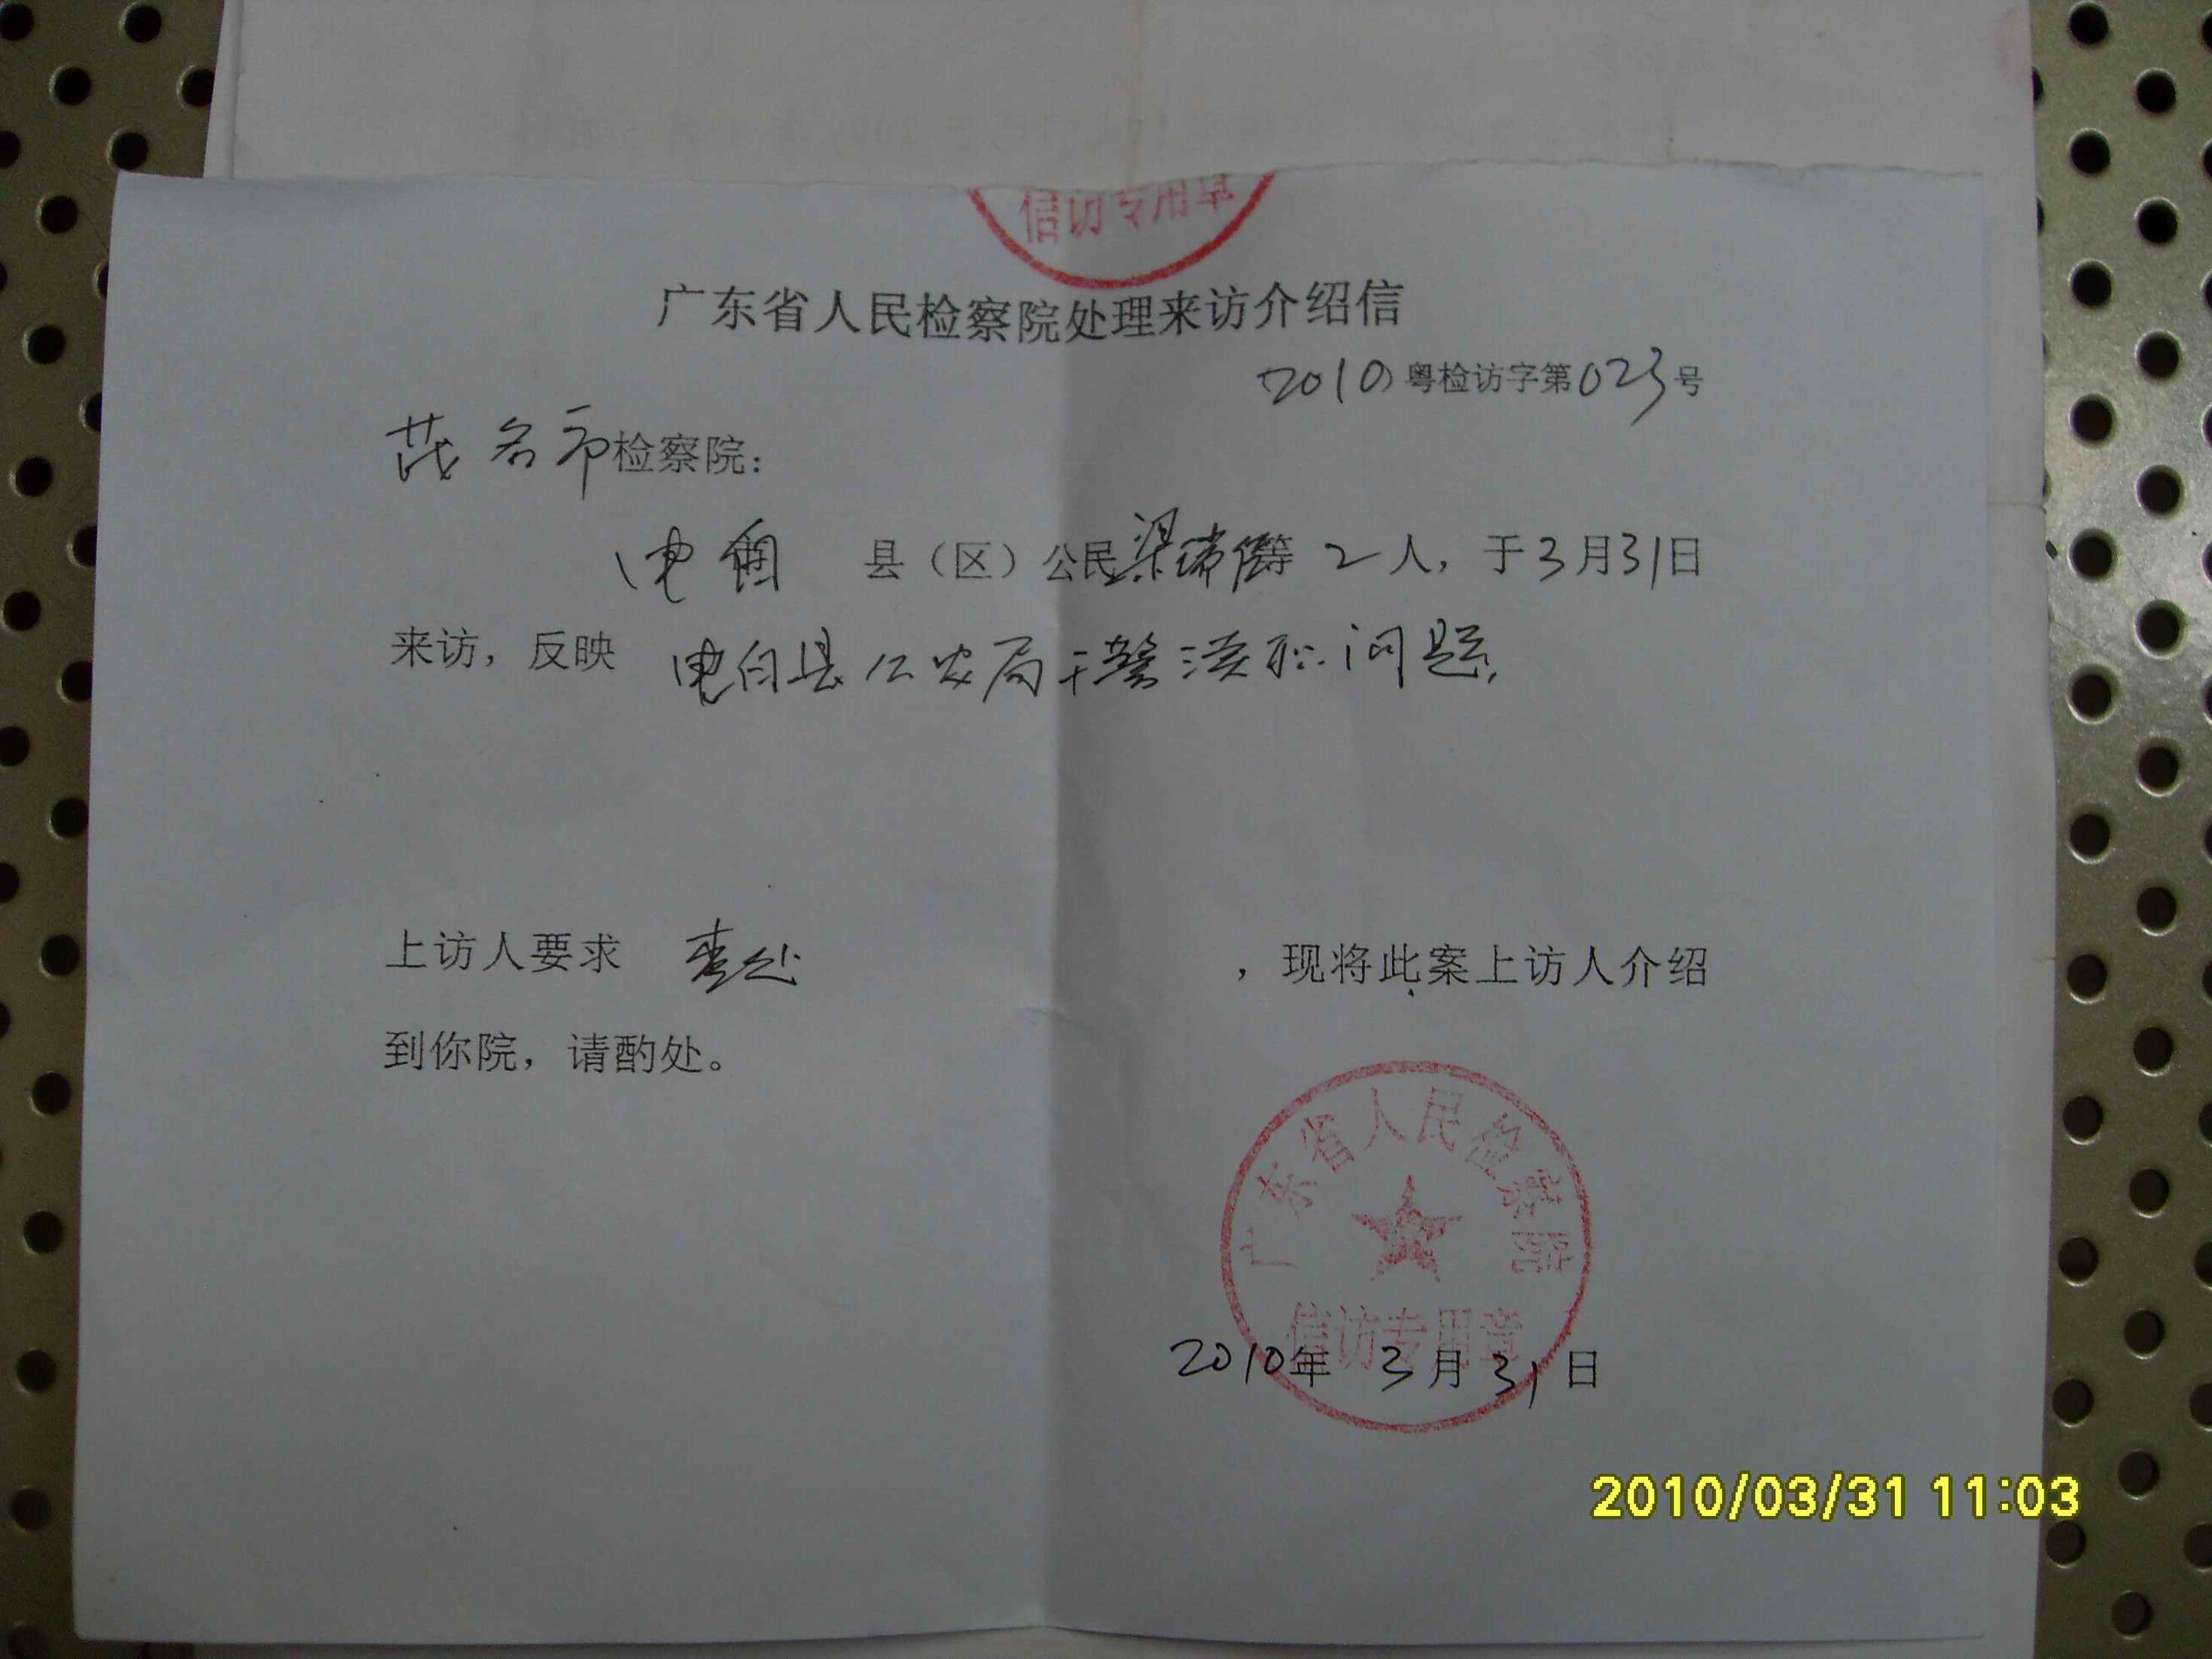 信访专用章
广东省人民检察院处理来访介绍信
2010粤检访字第023号
茂名市检察院：
电白县（区）公民梁 等2人，于3月31日
来访，反映 电白县公安局干警渎职问题，
上访人要求 查处 ，现将此案上访人介绍
到你院，请酌处。
广东省人民检察院
信访专用章
2010年3月31日
2010/03/31 11:03